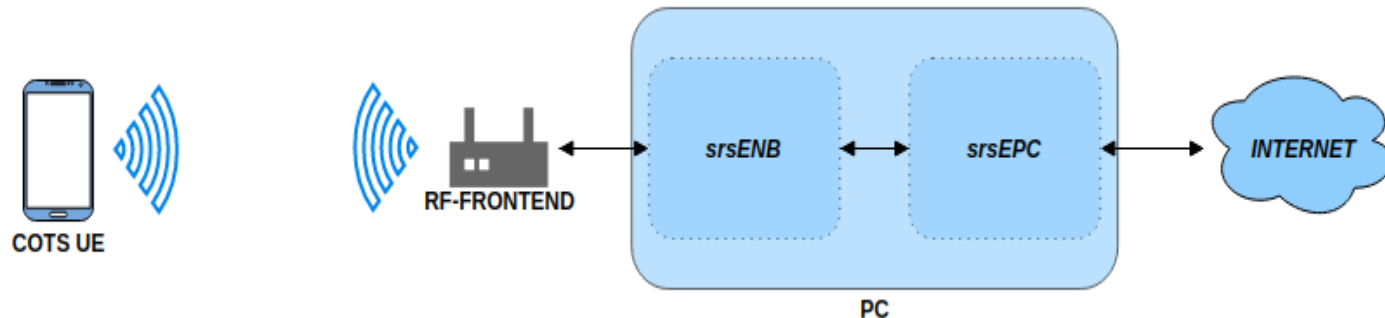 srsENB
srsEPC
INTERNET
RF-FRONTEND
COTS UE
PC